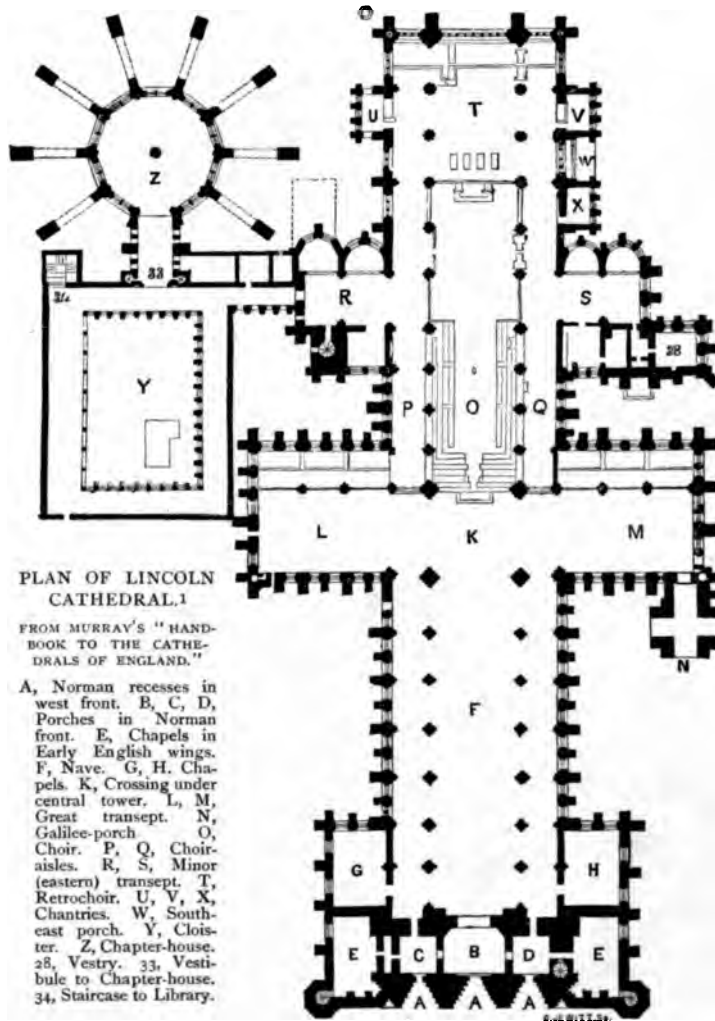 Z
U
T
V
W
X
33
34
R
S
28
Y
P
O
Q
L
K
M
PLAN OF LINCOLN
CATHEDRAL.¹
FROM MURRAY'S "HAND-
BOOK TO THE CATHE-
DRALS OF ENGLAND."
A, Norman recesses in
west front. B, C, D,
Porches in Norman
front. E, Chapels in
Early English wings.
F, Nave. G, H. Cha-
pels. K, Crossing under
central tower. L, M,
Great transept. N,
Galilee-porch O,
Choir. P, Q, Choir-
aisles. R, S, Minor
(eastern) transept. T,
Retrochoir. U, V, X,
Chantries. W, South-
east porch. Y, Clois-
ter. Z, Chapter-house.
28, Vestry. 33, Vesti-
bule to Chapter-house.
34, Staircase to Library.
N
F
G
H
E
C
B
D
E
A
A
A